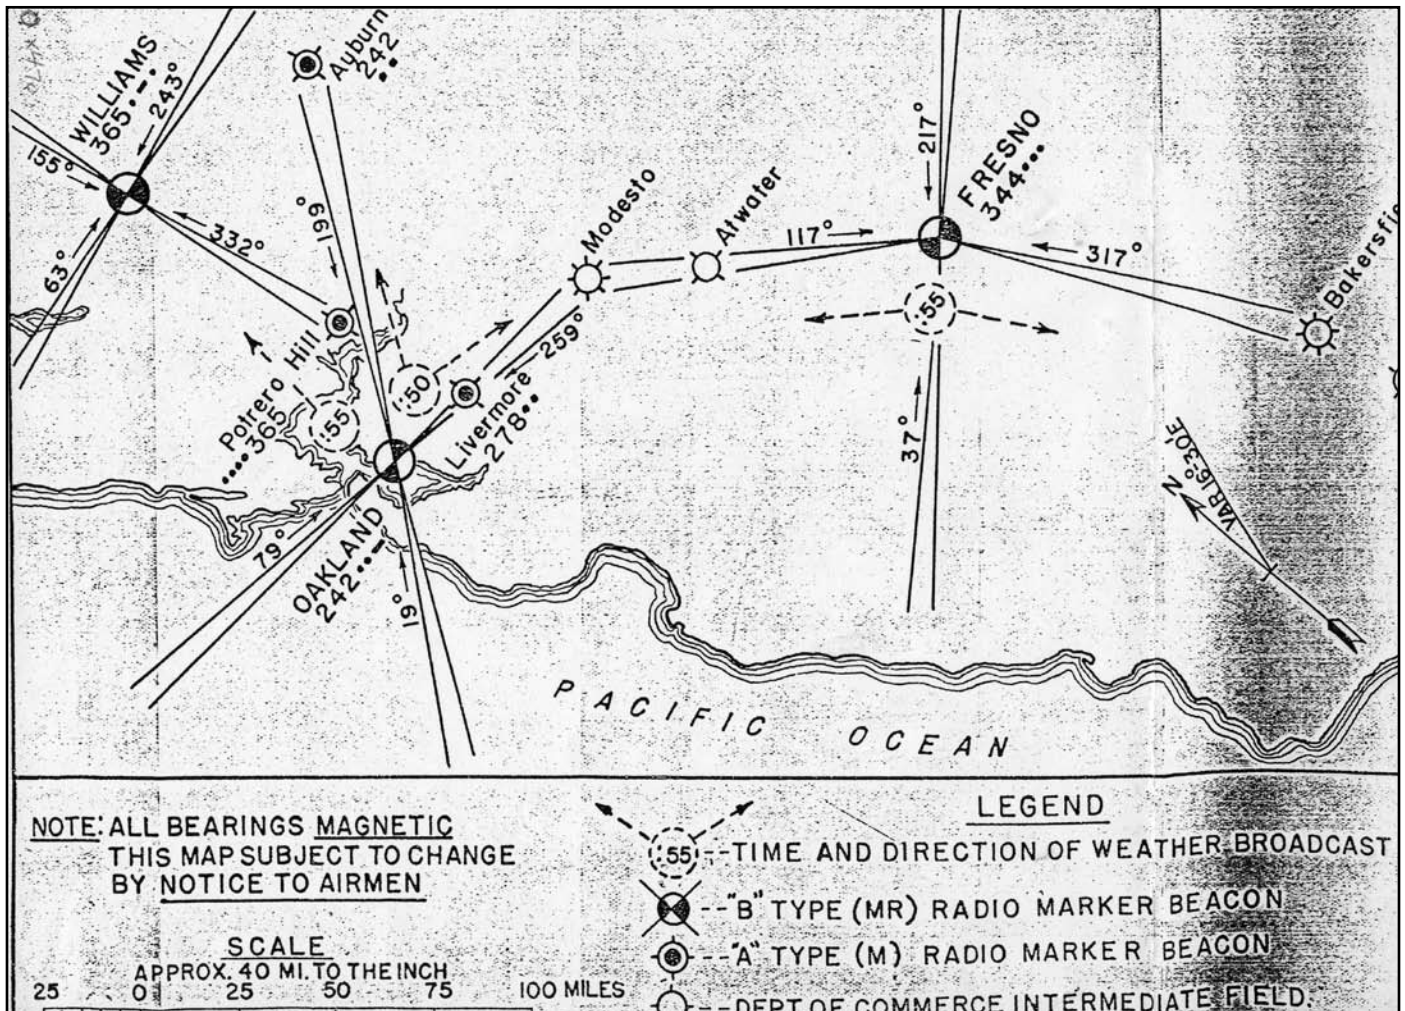 WILLIAMS
365 •–•
243°
155°
63°
332°
Auburn
242 ••
199°
Potrero Hill
•••• 365
:55
:50
Livermore
278 ••
259°
OAKLAND
242 ••–
79°
61°
Modesto
Atwater
117°
217°
FRESNO
344 •••
:55
37°
317°
Bakersfi
VAR 16° 30'E
N
PACIFIC OCEAN
NOTE: ALL BEARINGS MAGNETIC
THIS MAP SUBJECT TO CHANGE
BY NOTICE TO AIRMEN
SCALE
APPROX. 40 MI. TO THE INCH
25 0 25 50 75 100 MILES
LEGEND
:55 --TIME AND DIRECTION OF WEATHER BROADCAST
--"B" TYPE (MR) RADIO MARKER BEACON
--"A" TYPE (M) RADIO MARKER BEACON
--DEPT OF COMMERCE INTERMEDIATE FIELD.